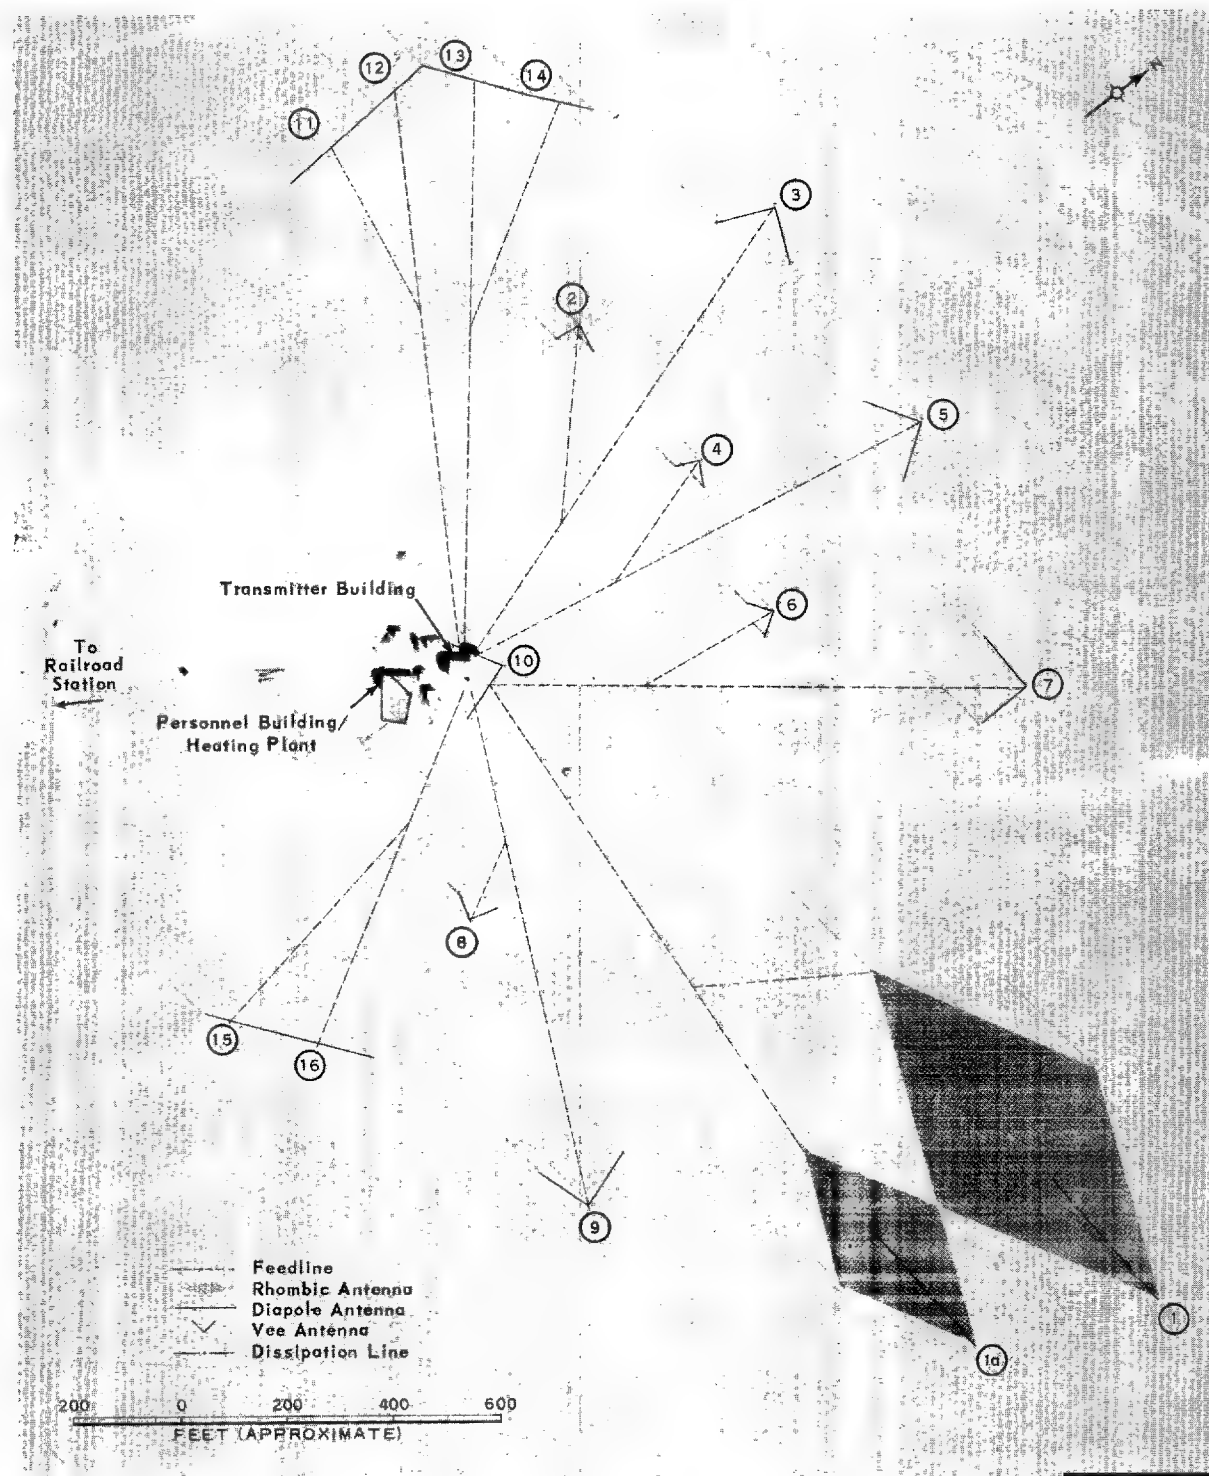 13
12
14
N
11
3
2
5
4
Transmitter Building
6
To
Railroad
Station
10
7
Personnel Building
Heating Plant
8
15
16
9
Feedline
Rhombic Antenna
Diapole Antenna
Vee Antenna
Dissipation Line
1
1a
200 0 200 400 600
FEET (APPROXIMATE)